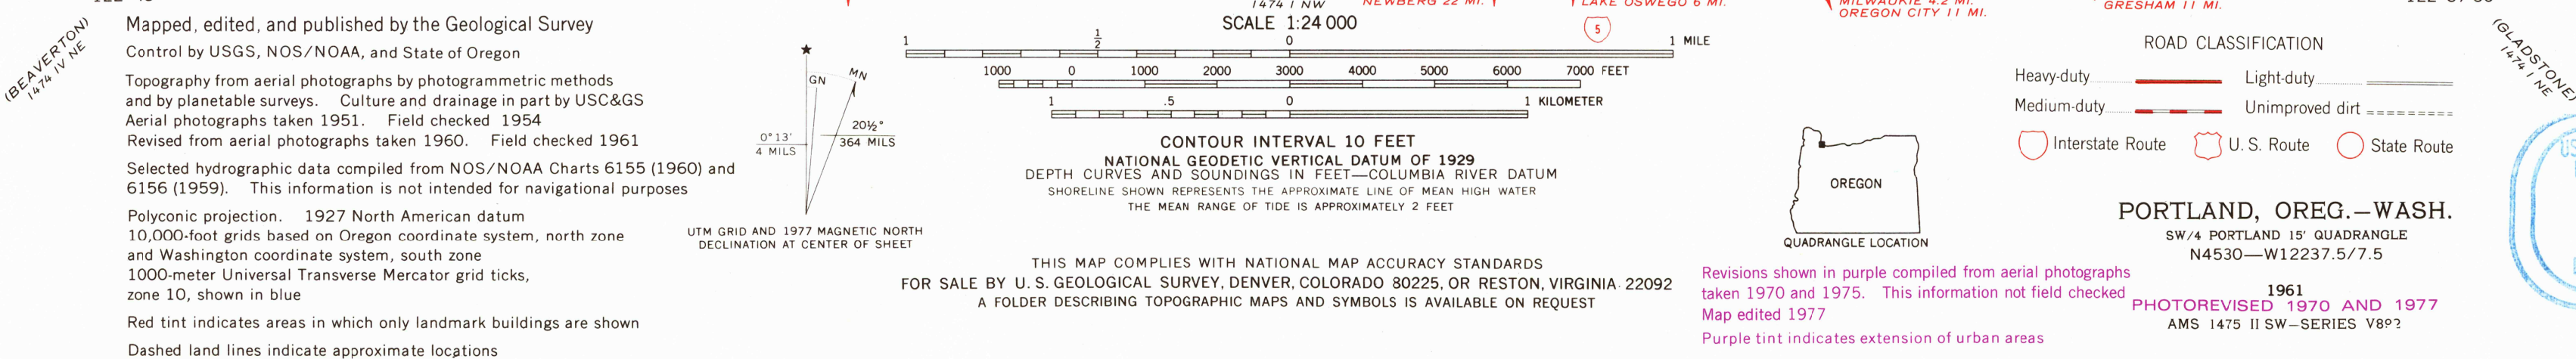 (BEAVERTON)
1474 IV NE
Mapped, edited, and published by the Geological Survey
Control by USGS, NOS/NOAA, and State of Oregon
Topography from aerial photographs by photogrammetric methods
and by planetable surveys. Culture and drainage in part by USC&GS
Aerial photographs taken 1951. Field checked 1954
Revised from aerial photographs taken 1960. Field checked 1961
Selected hydrographic data compiled from NOS/NOAA Charts 6155 (1960) and
6156 (1959). This information is not intended for navigational purposes
Polyconic projection. 1927 North American datum
10,000-foot grids based on Oregon coordinate system, north zone
and Washington coordinate system, south zone
1000-meter Universal Transverse Mercator grid ticks,
zone 10, shown in blue
Red tint indicates areas in which only landmark buildings are shown
Dashed land lines indicate approximate locations
★
GN
MN
0°13'
4 MILS
20½°
364 MILS
UTM GRID AND 1977 MAGNETIC NORTH
DECLINATION AT CENTER OF SHEET
1474 I NW
NEWBERG 22 MI.
LAKE OSWEGO 6 MI.
MILWAUKIE 4.2 MI.
OREGON CITY 11 MI.
GRESHAM 11 MI.
SCALE 1:24 000
5
1 ½ 0 1 MILE
1000 0 1000 2000 3000 4000 5000 6000 7000 FEET
1 .5 0 1 KILOMETER
CONTOUR INTERVAL 10 FEET
NATIONAL GEODETIC VERTICAL DATUM OF 1929
DEPTH CURVES AND SOUNDINGS IN FEET—COLUMBIA RIVER DATUM
SHORELINE SHOWN REPRESENTS THE APPROXIMATE LINE OF MEAN HIGH WATER
THE MEAN RANGE OF TIDE IS APPROXIMATELY 2 FEET
THIS MAP COMPLIES WITH NATIONAL MAP ACCURACY STANDARDS
FOR SALE BY U. S. GEOLOGICAL SURVEY, DENVER, COLORADO 80225, OR RESTON, VIRGINIA 22092
A FOLDER DESCRIBING TOPOGRAPHIC MAPS AND SYMBOLS IS AVAILABLE ON REQUEST
OREGON
QUADRANGLE LOCATION
Revisions shown in purple compiled from aerial photographs
taken 1970 and 1975. This information not field checked
Map edited 1977
Purple tint indicates extension of urban areas
ROAD CLASSIFICATION
Heavy-duty Light-duty
Medium-duty Unimproved dirt
Interstate Route U. S. Route State Route
PORTLAND, OREG.–WASH.
SW/4 PORTLAND 15' QUADRANGLE
N4530—W12237.5/7.5
1961
PHOTOREVISED 1970 AND 1977
AMS 1475 II SW–SERIES
(GLADSTONE)
1474 I NE